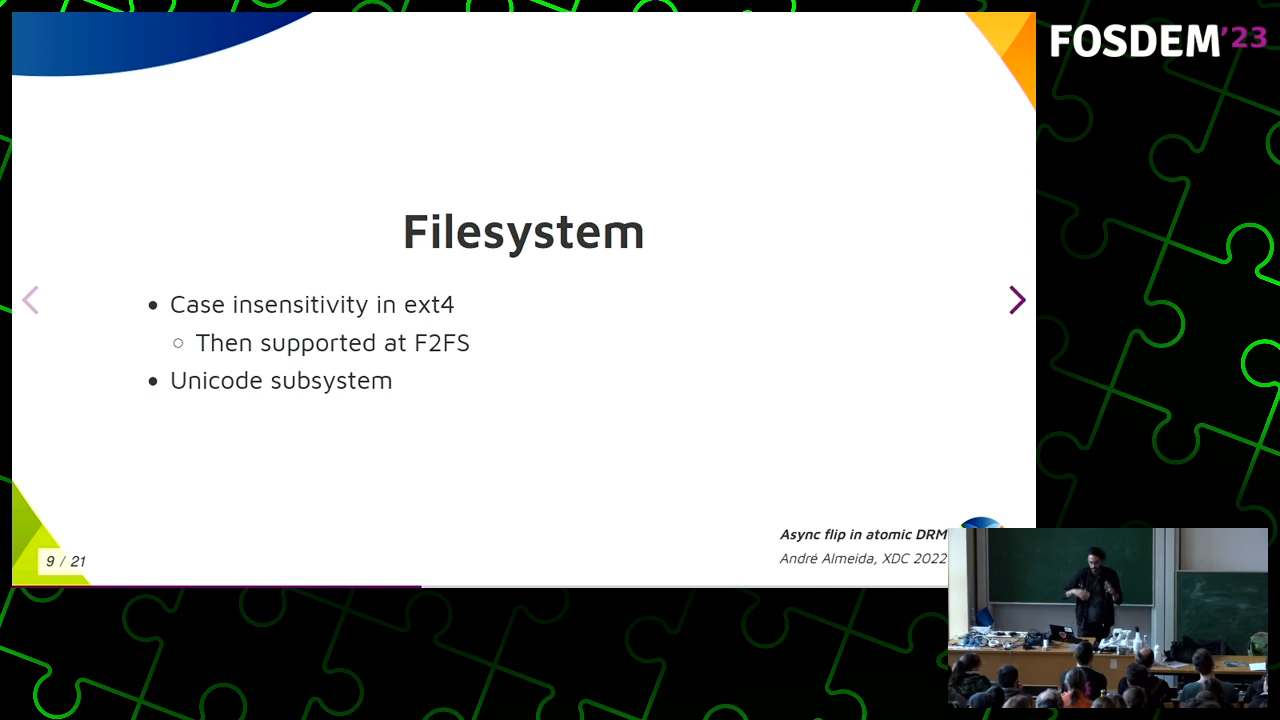 FOSDEM'23
Filesystem
• Case insensitivity in ext4
○ Then supported at F2FS
• Unicode subsystem
Async flip in atomic DRM
André Almeida, XDC 2022
9 / 21